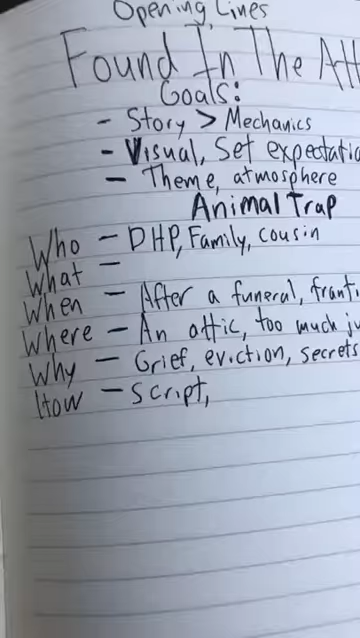 Opening Lines
Found In The Att
Goals:
- Story > Mechanics
- Visual, Set expectatio
- Theme, atmosphere
Animal Trap
Who - DHP, Family, cousin
What -
When - After a funeral, franti
Where - An attic, too much ju
Why - Grief, eviction, secrets
How - Script,